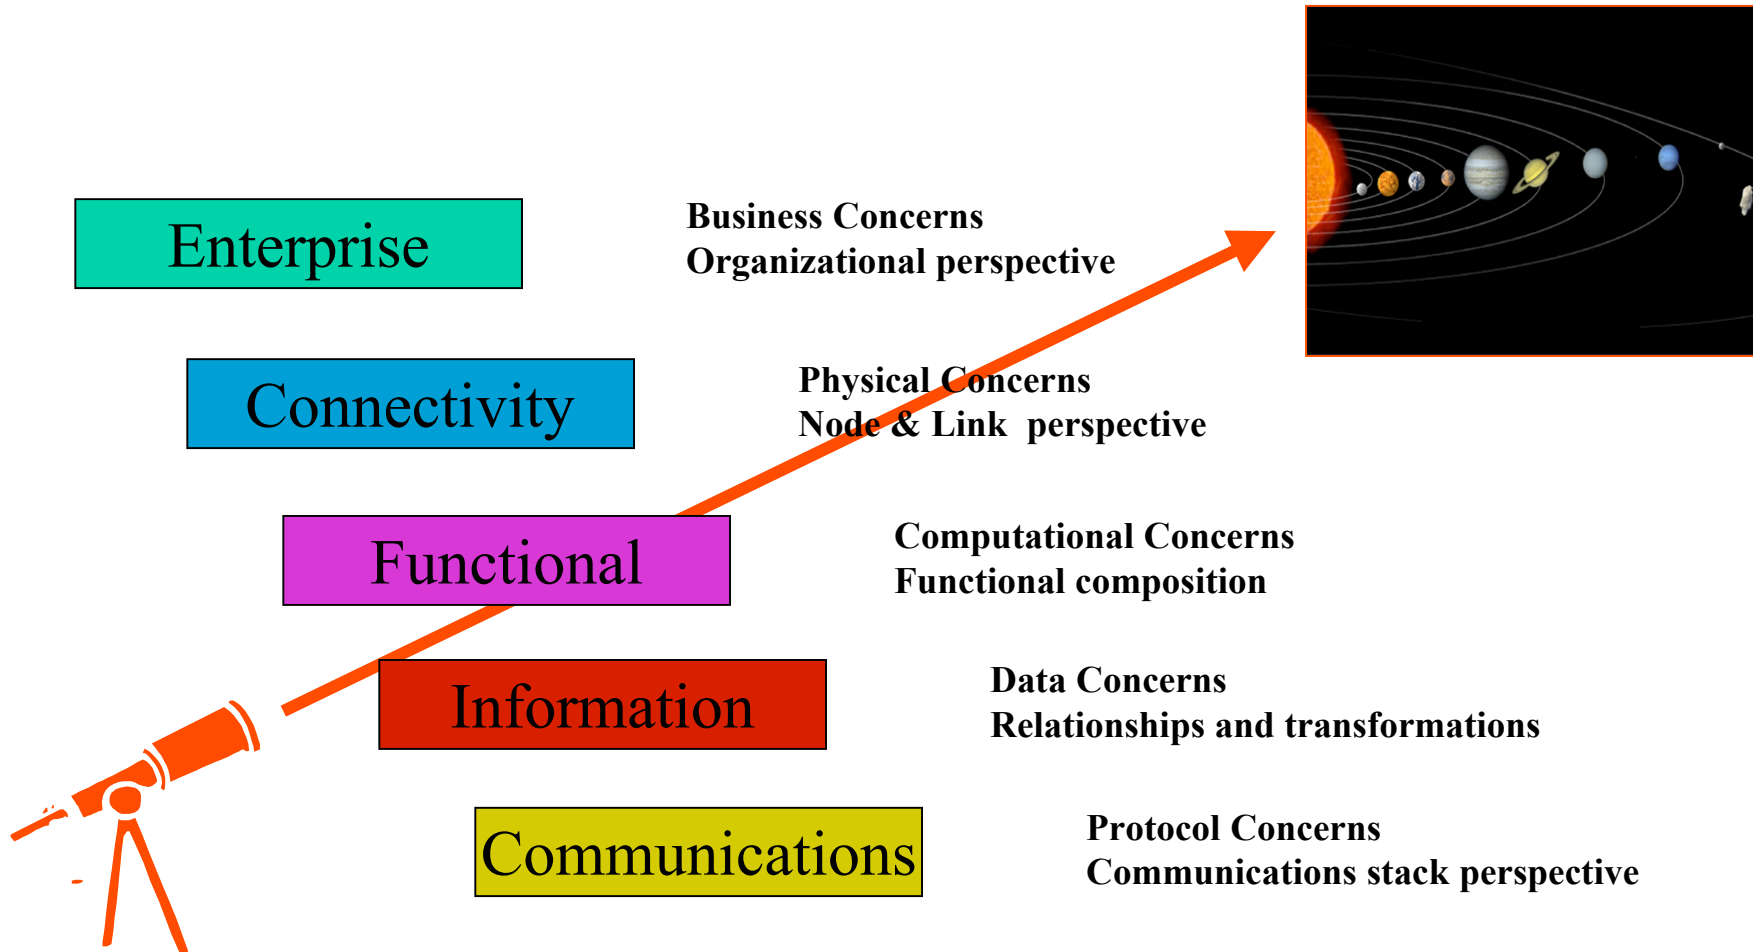 Enterprise
Business Concerns
Organizational perspective
Connectivity
Physical Concerns
Node & Link  perspective
Functional
Computational Concerns
Functional composition
Information
Data Concerns
Relationships and transformations
Communications
Protocol Concerns
Communications stack perspective